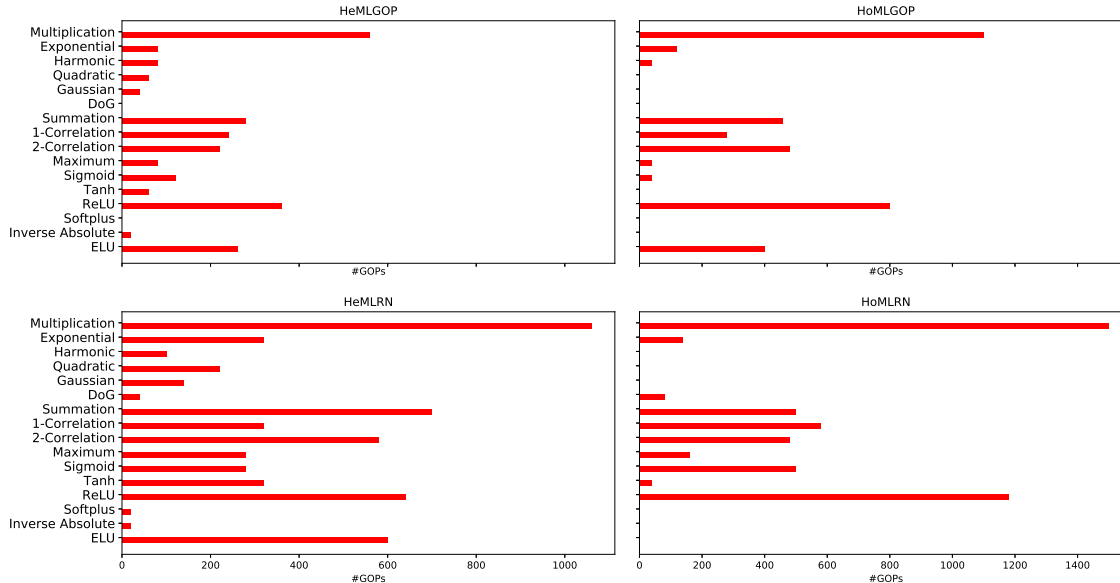 HeMLGOP
HoMLGOP
Multiplication
Exponential
Harmonic
Quadratic
Gaussian
DoG
Summation
1-Correlation
2-Correlation
Maximum
Sigmoid
Tanh
ReLU
Softplus
Inverse Absolute
ELU
#GOPs
#GOPs
HeMLRN
HoMLRN
Multiplication
Exponential
Harmonic
Quadratic
Gaussian
DoG
Summation
1-Correlation
2-Correlation
Maximum
Sigmoid
Tanh
ReLU
Softplus
Inverse Absolute
ELU
0 200 400 600 800 1000
0 200 400 600 800 1000 1200 1400
#GOPs
#GOPs